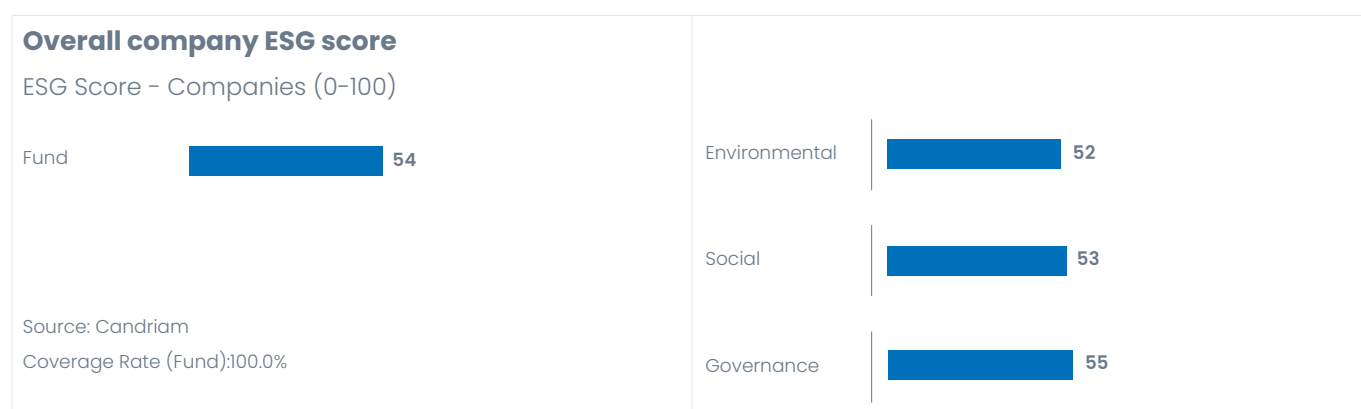 Overall company ESG score
ESG Score - Companies (0-100)
Fund 54
Source: Candriam
Coverage Rate (Fund):100.0%
Environmental 52
Social 53
Governance 55